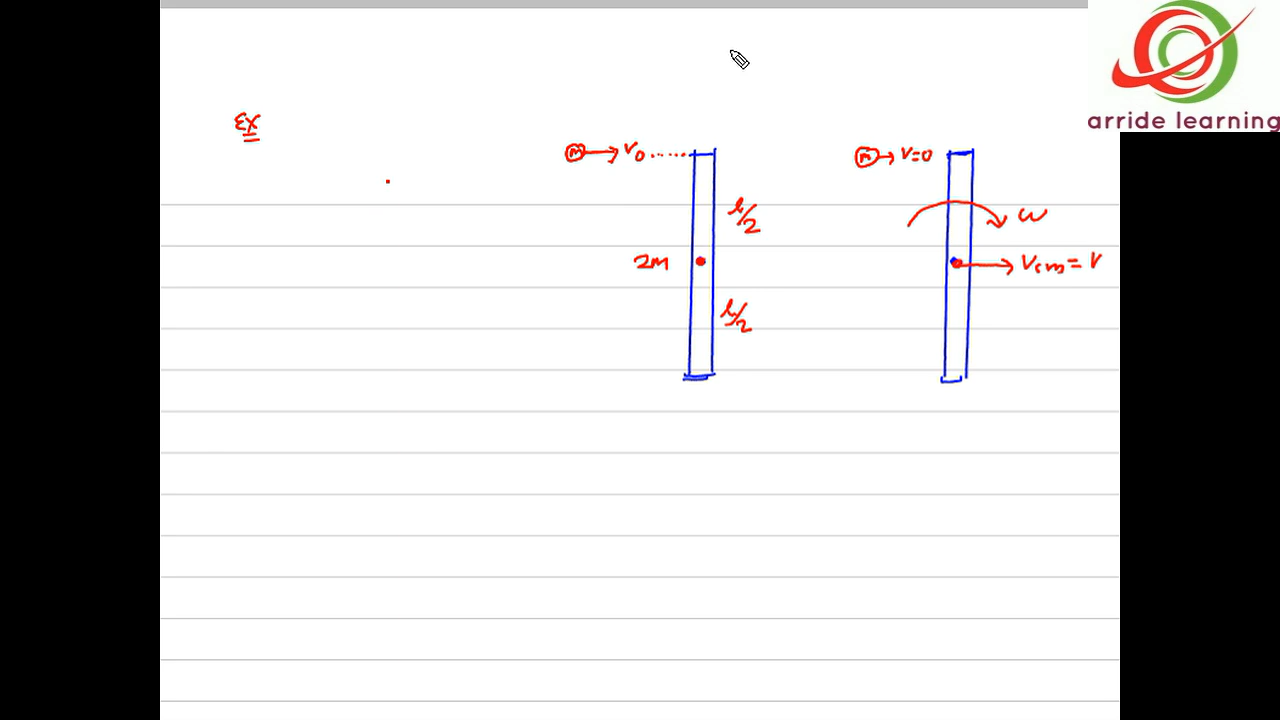 arride learning
Ex
m → v₀ ......
l/2
2m
l/2
m → v=0
ω
Vcm = V